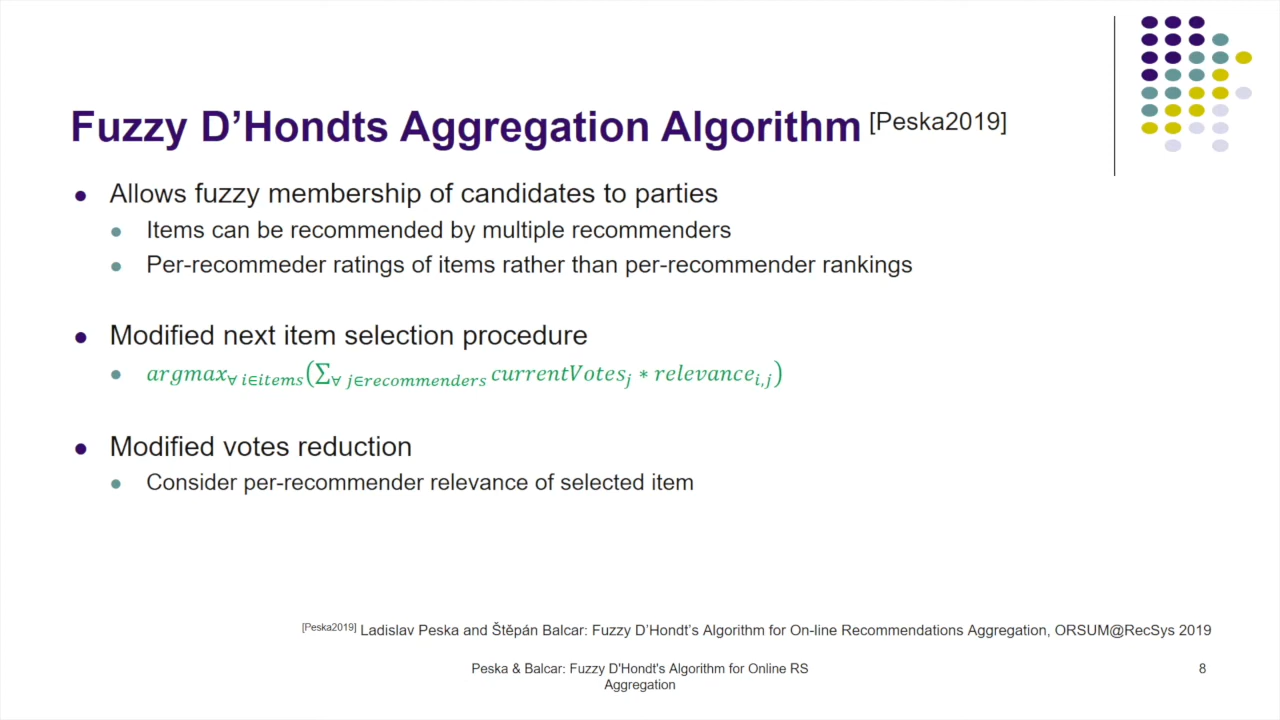 Fuzzy D’Hondts Aggregation Algorithm [Peska2019]
Allows fuzzy membership of candidates to parties
Items can be recommended by multiple recommenders
Per-recommeder ratings of items rather than per-recommender rankings
Modified next item selection procedure
argmax∀ i∈items(∑∀ j∈recommenders currentVotesj ∗ relevancei,j)
Modified votes reduction
Consider per-recommender relevance of selected item
[Peska2019] Ladislav Peska and Štěpán Balcar: Fuzzy D’Hondt’s Algorithm for On-line Recommendations Aggregation, ORSUM@RecSys 2019
Peska & Balcar: Fuzzy D'Hondt's Algorithm for Online RS
Aggregation
8